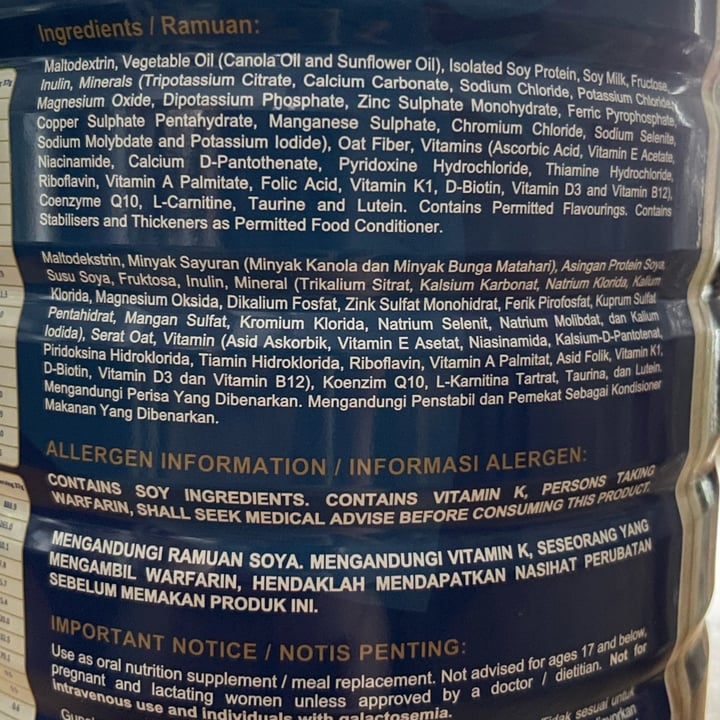 Ingredients / Ramuan:
Maltodextrin, Vegetable Oil (Canola Oil and Sunflower Oil), Isolated Soy Protein, Soy Milk, Fructose,
Inulin, Minerals (Tripotassium Citrate, Calcium Carbonate, Sodium Chloride, Potassium Chloride,
Magnesium Oxide, Dipotassium Phosphate, Zinc Sulphate Monohydrate, Ferric Pyrophosphate,
Copper Sulphate Pentahydrate, Manganese Sulphate, Chromium Chloride, Sodium Selenite,
Sodium Molybdate and Potassium Iodide), Oat Fiber, Vitamins (Ascorbic Acid, Vitamin E Acetate,
Niacinamide, Calcium D-Pantothenate, Pyridoxine Hydrochloride, Thiamine Hydrochloride,
Riboflavin, Vitamin A Palmitate, Folic Acid, Vitamin K1, D-Biotin, Vitamin D3 and Vitamin B12),
Coenzyme Q10, L-Carnitine, Taurine and Lutein. Contains Permitted Flavourings. Contains
Stabilisers and Thickeners as Permitted Food Conditioner.
Maltodekstrin, Minyak Sayuran (Minyak Kanola dan Minyak Bunga Matahari), Asingan Protein Soya,
Susu Soya, Fruktosa, Inulin, Mineral (Trikalium Sitrat, Kalsium Karbonat, Natrium Klorida, Kalium
Klorida, Magnesium Oksida, Dikalium Fosfat, Zink Sulfat Monohidrat, Ferik Pirofosfat, Kuprum Sulfat
Pentahidrat, Mangan Sulfat, Kromium Klorida, Natrium Selenit, Natrium Molibdat, dan Kalium
Iodida), Serat Oat, Vitamin (Asid Askorbik, Vitamin E Asetat, Niasinamida, Kalsium-D-Pantotenat,
Piridoksina Hidroklorida, Tiamin Hidroklorida, Riboflavin, Vitamin A Palmitat, Asid Folik, Vitamin K1,
D-Biotin, Vitamin D3 dan Vitamin B12), Koenzim Q10, L-Karnitina Tartrat, Taurina, dan Lutein.
Mengandungi Perisa Yang Dibenarkan. Mengandungi Penstabil dan Pemekat Sebagai Kondisioner
Makanan Yang Dibenarkan.
ALLERGEN INFORMATION / INFORMASI ALERGEN:
CONTAINS SOY INGREDIENTS. CONTAINS VITAMIN K, PERSONS TAKING
WARFARIN, SHALL SEEK MEDICAL ADVISE BEFORE CONSUMING THIS PRODUCT.
MENGANDUNGI RAMUAN SOYA. MENGANDUNGI VITAMIN K, SESEORANG YANG
MENGAMBIL WARFARIN, HENDAKLAH MENDAPATKAN NASIHAT PERUBATAN
SEBELUM MEMAKAN PRODUK INI.
IMPORTANT NOTICE / NOTIS PENTING:
Use as oral nutrition supplement / meal replacement. Not advised for ages 17 and below,
pregnant and lactating women unless approved by a doctor / dietitian. Not for
intravenous use and individuals with galactosemia.
sesuai untuk